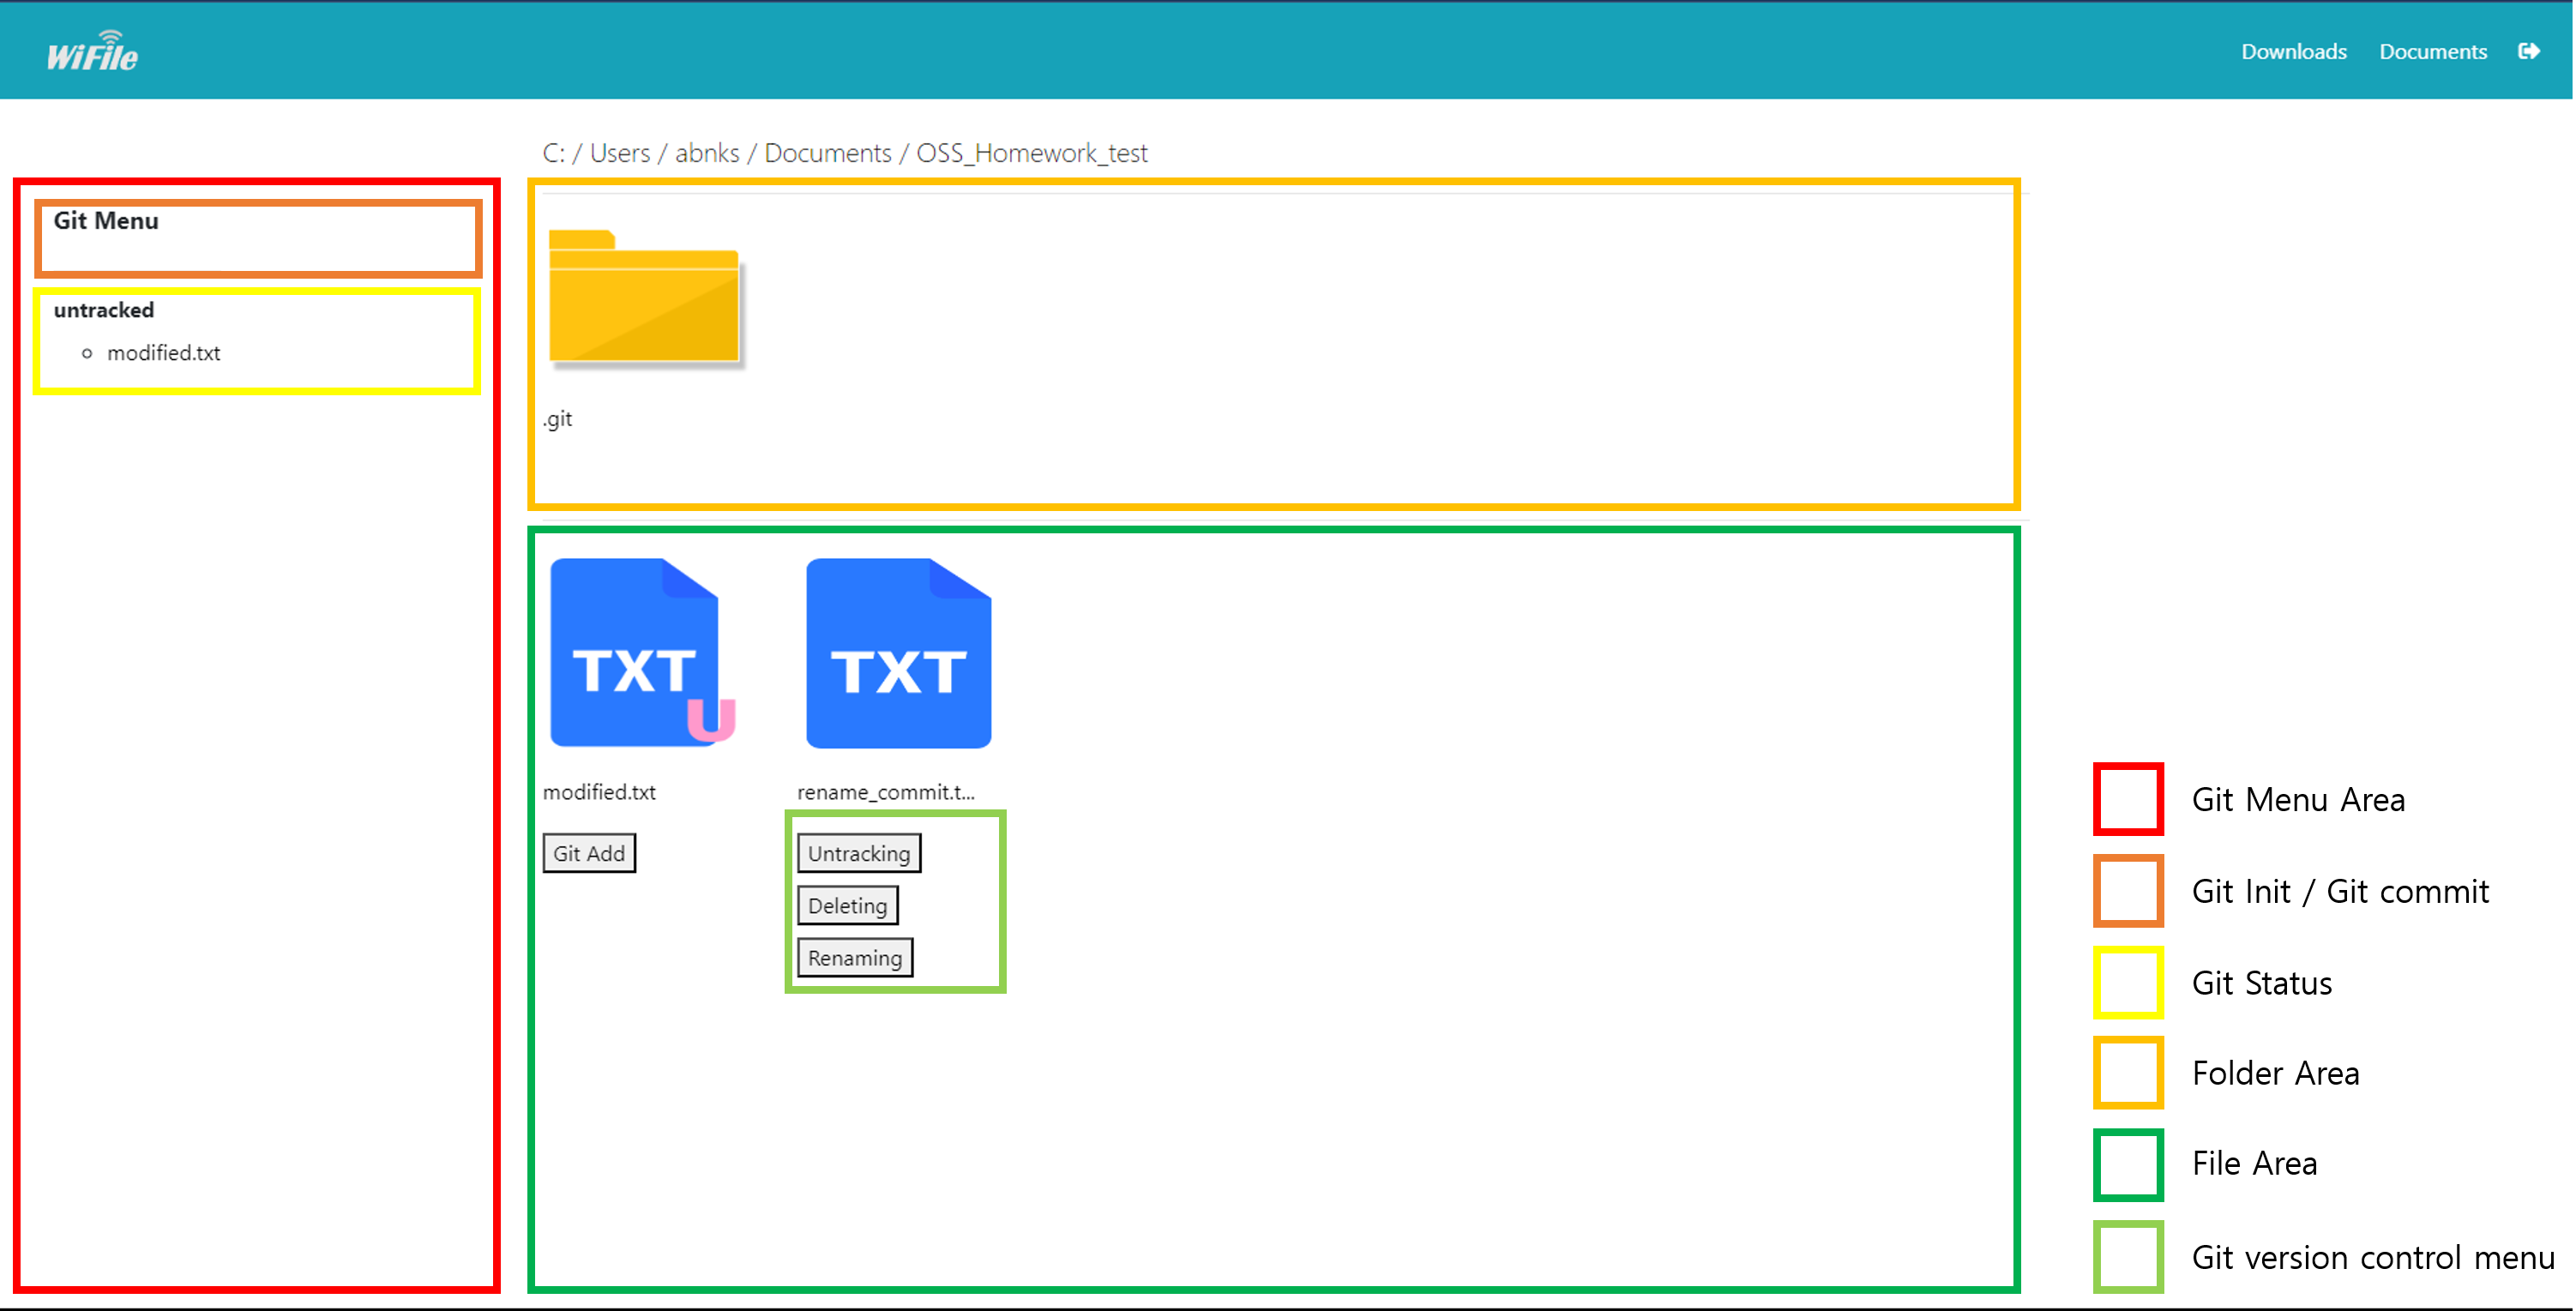 WiFile
Downloads Documents
C: / Users / abnks / Documents / OSS_Homework_test
Git Menu
untracked
modified.txt
.git
TXT
U
TXT
modified.txt
rename_commit.t...
Git Add
Untracking
Deleting
Renaming
Git Menu Area
Git Init / Git commit
Git Status
Folder Area
File Area
Git version control menu